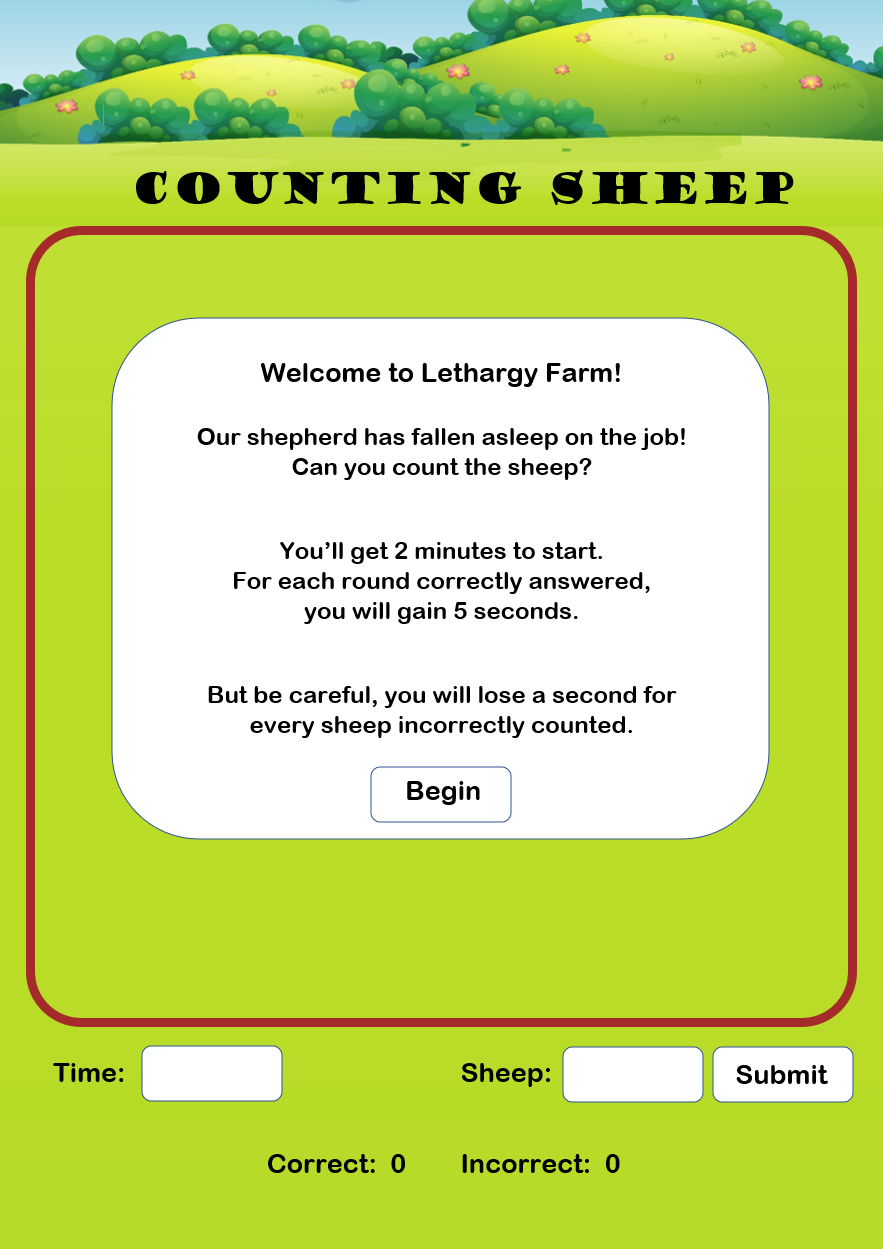 COUNTING SHEEP
Welcome to Lethargy Farm!
Our shepherd has fallen asleep on the job!
Can you count the sheep?
You’ll get 2 minutes to start.
For each round correctly answered,
you will gain 5 seconds.
But be careful, you will lose a second for
every sheep incorrectly counted.
Begin
Time:
Sheep:
Submit
Correct: 0
Incorrect: 0